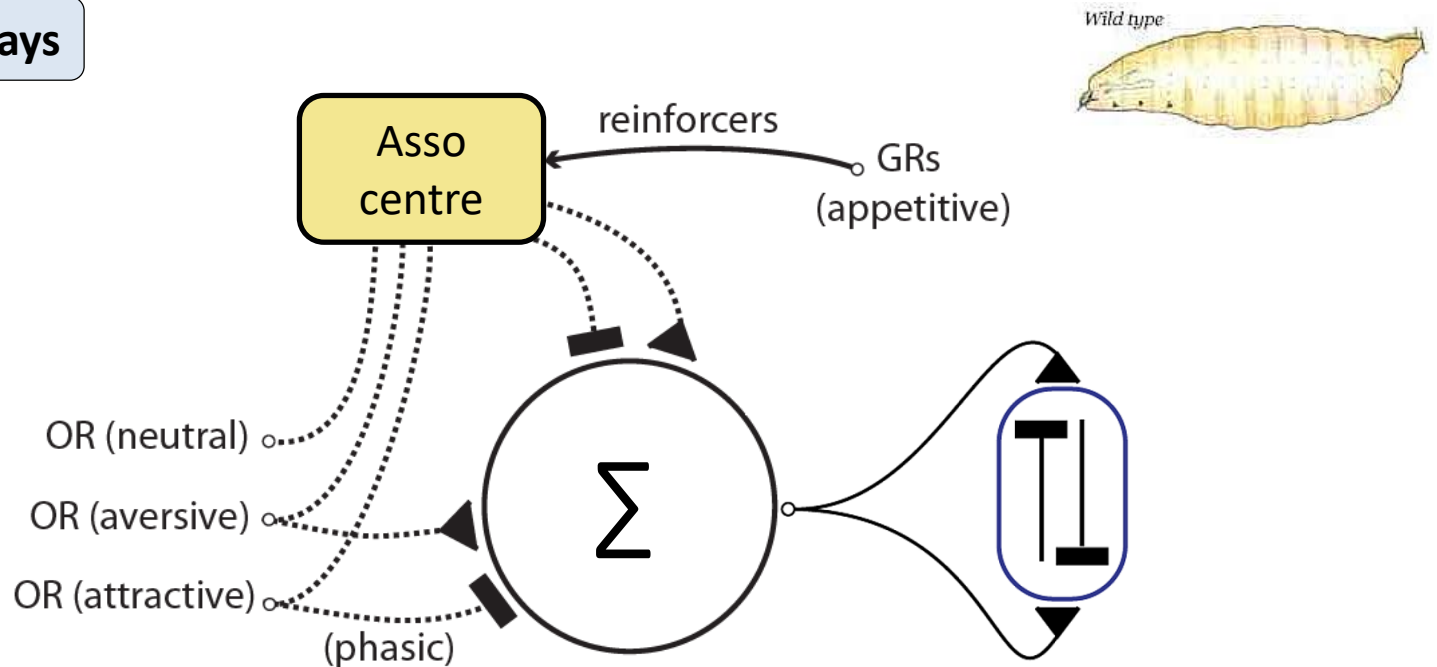 ays
Wild type
Asso
centre
reinforcers
GRs
(appetitive)
OR (neutral)
OR (aversive)
OR (attractive)
(phasic)
Σ